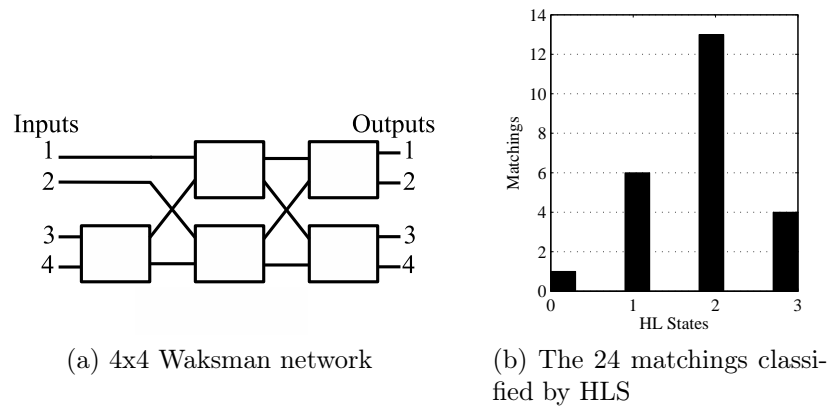 Inputs
Outputs
1
2
3
4
1
2
3
4
(a) 4x4 Waksman network
14
12
10
8
6
4
2
0
Matchings
0 1 2 3
HL States
(b) The 24 matchings classi-
fied by HLS